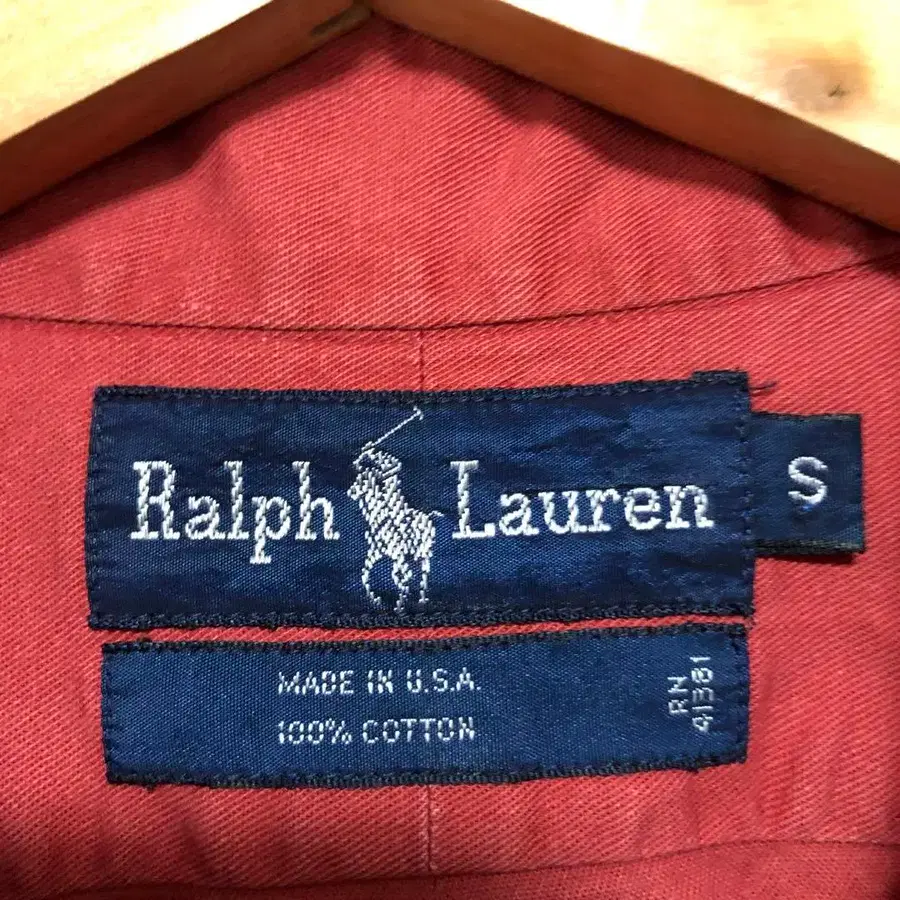 Ralph Lauren
S
MADE IN U.S.A.
100% COTTON
RN
41381